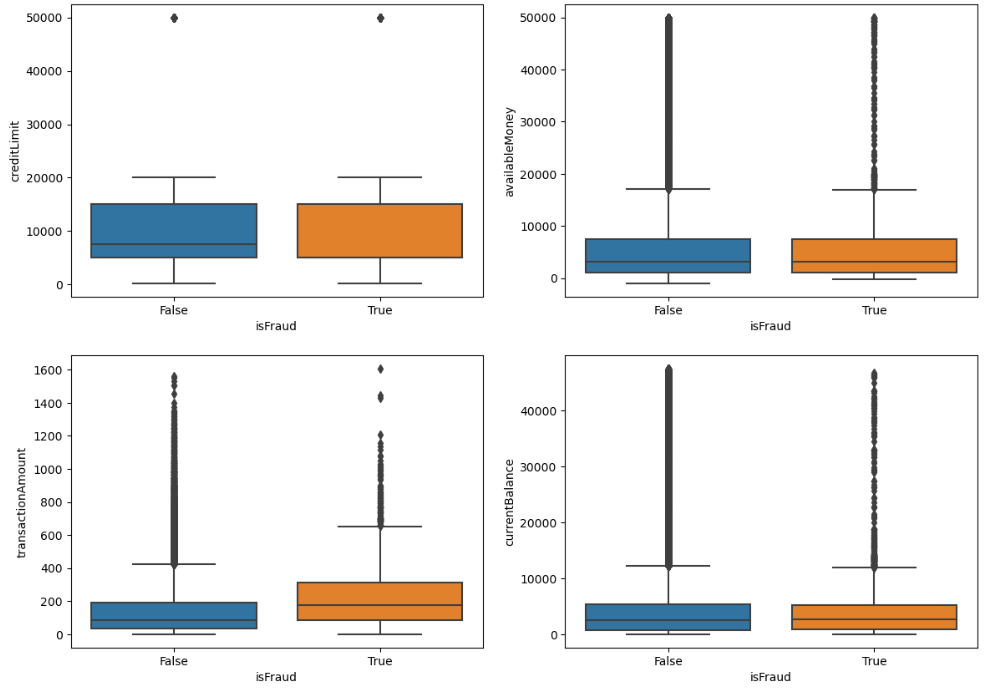 creditLimit
50000
40000
30000
20000
10000
0
False
True
isFraud
availableMoney
50000
40000
30000
20000
10000
0
False
True
isFraud
transactionAmount
1600
1400
1200
1000
800
600
400
200
0
False
True
isFraud
currentBalance
40000
30000
20000
10000
0
False
True
isFraud